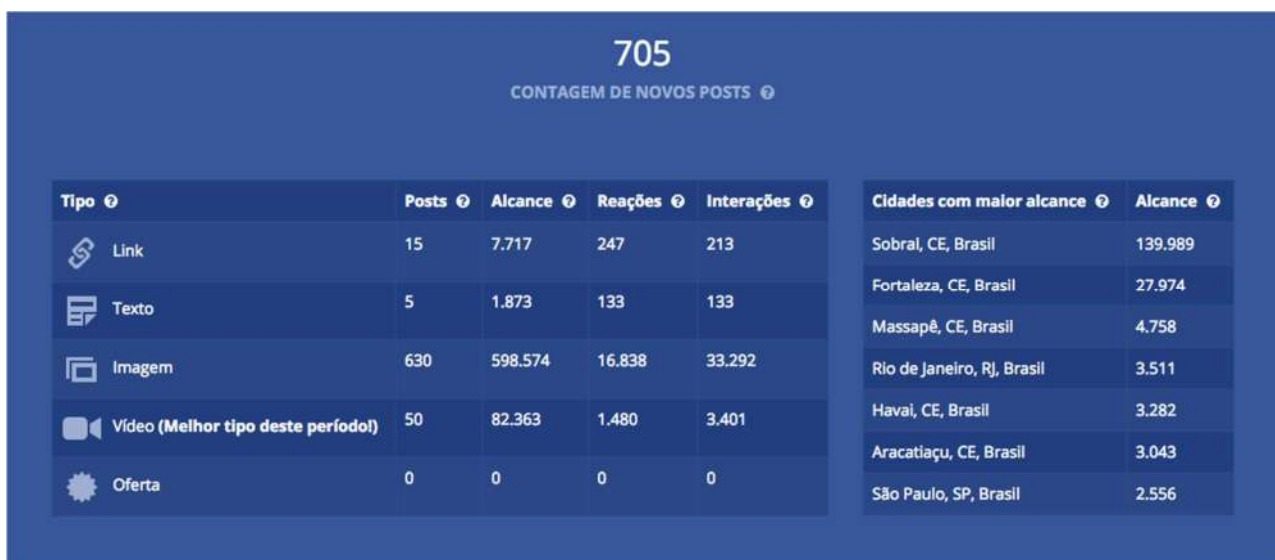 705
CONTAGEM DE NOVOS POSTS
Tipo Posts Alcance Reações Interações
Link 15 7.717 247 213
Texto 5 1.873 133 133
Imagem 630 598.574 16.838 33.292
Vídeo (Melhor tipo deste período!) 50 82.363 1.480 3.401
Oferta 0 0 0 0
Cidades com maior alcance Alcance
Sobral, CE, Brasil 139.989
Fortaleza, CE, Brasil 27.974
Massapê, CE, Brasil 4.758
Rio de Janeiro, RJ, Brasil 3.511
Havai, CE, Brasil 3.282
Aracatiaçu, CE, Brasil 3.043
São Paulo, SP, Brasil 2.556